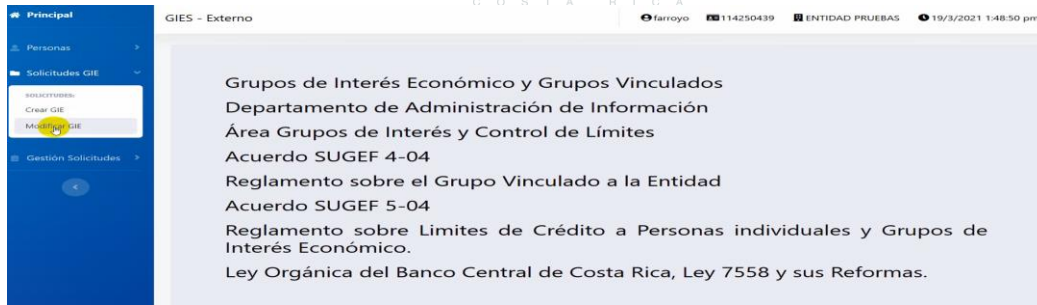 COSTA RICA
Principal
GIES - Externo
farroyo
114250439
ENTIDAD PRUEBAS
19/3/2021 1:48:50 pm
Personas
Solicitudes GIE
SOLICITUDES:
Crear GIE
Modificar GIE
Gestión Solicitudes
Grupos de Interés Económico y Grupos Vinculados
Departamento de Administración de Información
Área Grupos de Interés y Control de Límites
Acuerdo SUGEF 4-04
Reglamento sobre el Grupo Vinculado a la Entidad
Acuerdo SUGEF 5-04
Reglamento sobre Limites de Crédito a Personas individuales y Grupos de
Interés Económico.
Ley Orgánica del Banco Central de Costa Rica, Ley 7558 y sus Reformas.